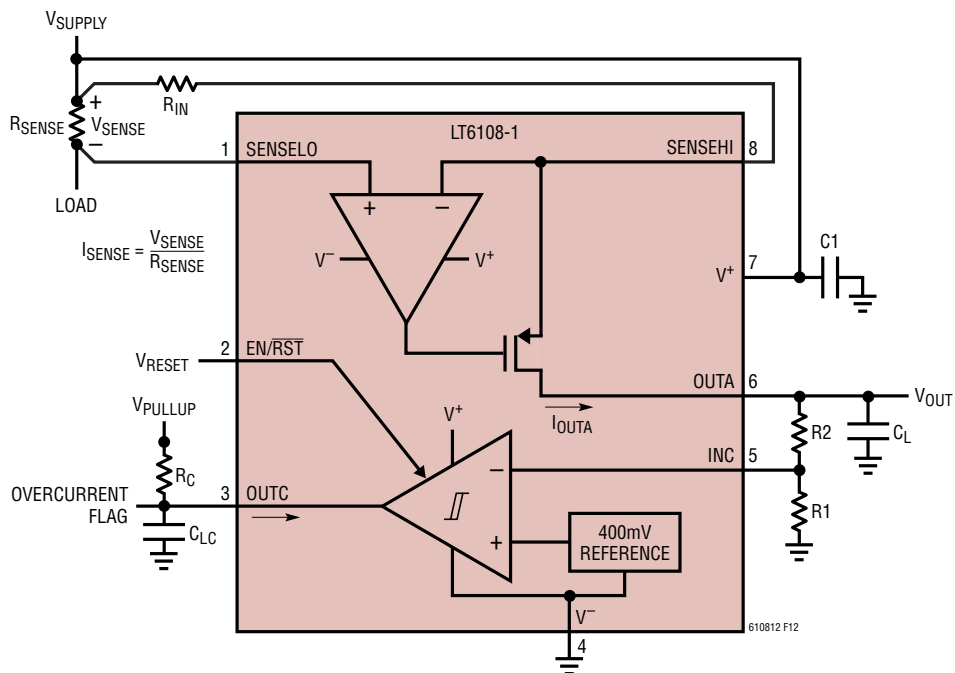 VSUPPLY
RIN
+
RSENSE
VSENSE
−
LOAD
ISENSE = VSENSE
RSENSE
LT6108-1
1
SENSELO
SENSEHI
8
+
−
V−
V+
V+
7
C1
VRESET
2
EN/RST
OUTA
6
VOUT
IOUTA
R2
CL
VPULLUP
RC
V+
INC
5
−
OVERCURRENT
FLAG
3
OUTC
CLC
+
400mV
REFERENCE
R1
V−
4
610812 F12